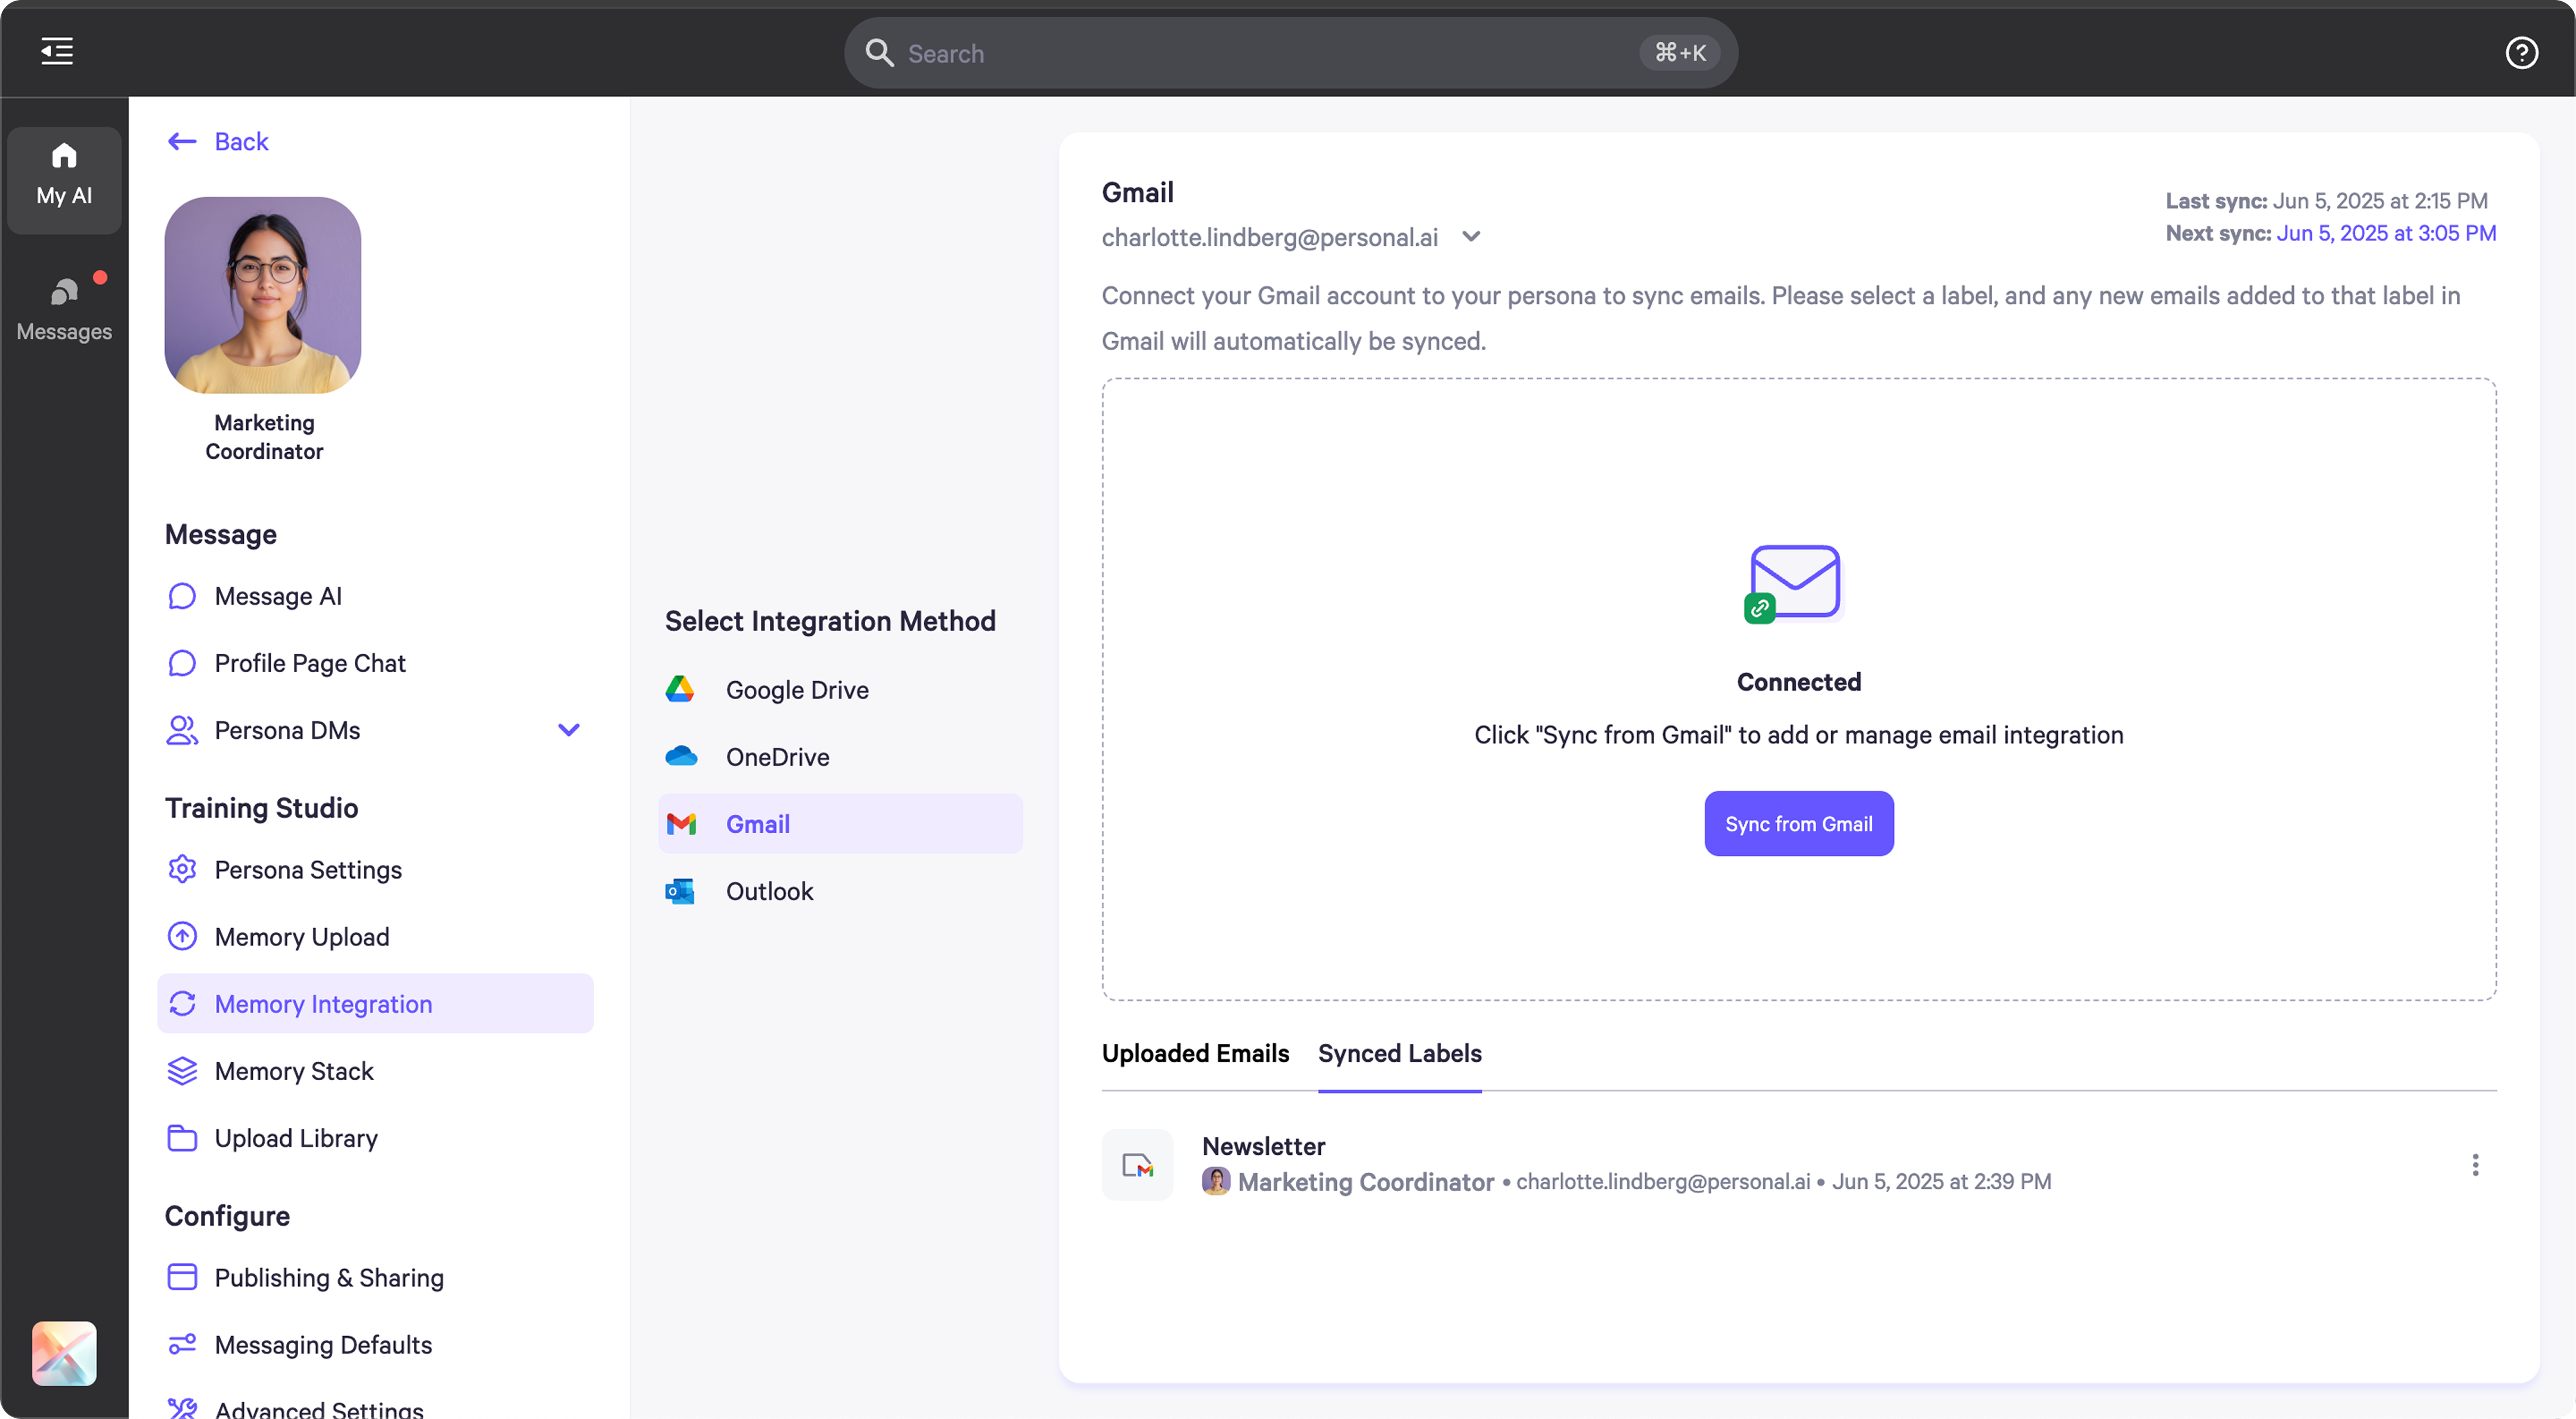 Search
⌘+K
My AI
Messages
Back
Marketing
Coordinator
Message
Message AI
Profile Page Chat
Persona DMs
Training Studio
Persona Settings
Memory Upload
Memory Integration
Memory Stack
Upload Library
Configure
Publishing & Sharing
Messaging Defaults
Advanced Settings
Select Integration Method
Google Drive
OneDrive
Gmail
Outlook
Gmail
charlotte.lindberg@personal.ai
Last sync: Jun 5, 2025 at 2:15 PM
Next sync: Jun 5, 2025 at 3:05 PM
Connect your Gmail account to your persona to sync emails. Please select a label, and any new emails added to that label in
Gmail will automatically be synced.
Connected
Click "Sync from Gmail" to add or manage email integration
Sync from Gmail
Uploaded Emails Synced Labels
Newsletter
Marketing Coordinator • charlotte.lindberg@personal.ai • Jun 5, 2025 at 2:39 PM